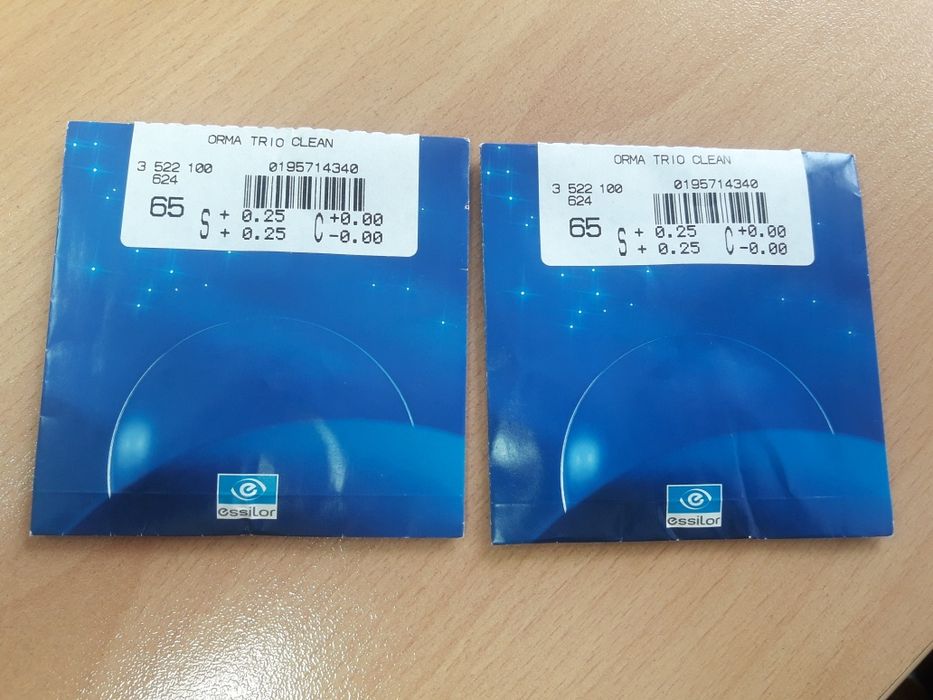 ORMA TRIO CLEAN
3 522 100 0195714340
624
65 S + 0.25 C +0.00
+ 0.25 -0.00
essilor
ORMA TRIO CLEAN
3 522 100 0195714340
624
65 S + 0.25 C +0.00
+ 0.25 -0.00
essilor